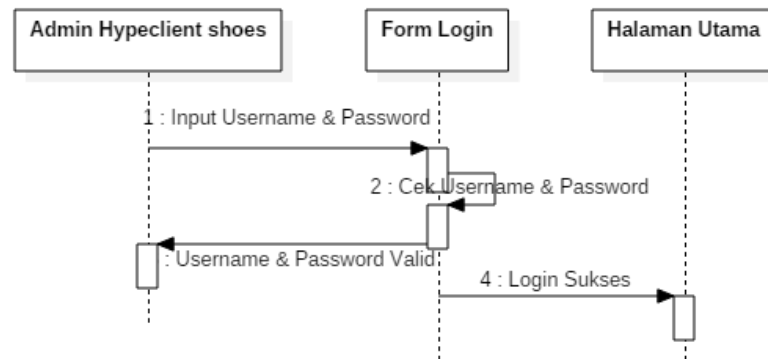 Admin Hypeclient shoes
Form Login
Halaman Utama
1 : Input Username & Password
2 : Cek Username & Password
: Username & Password Valid
4 : Login Sukses